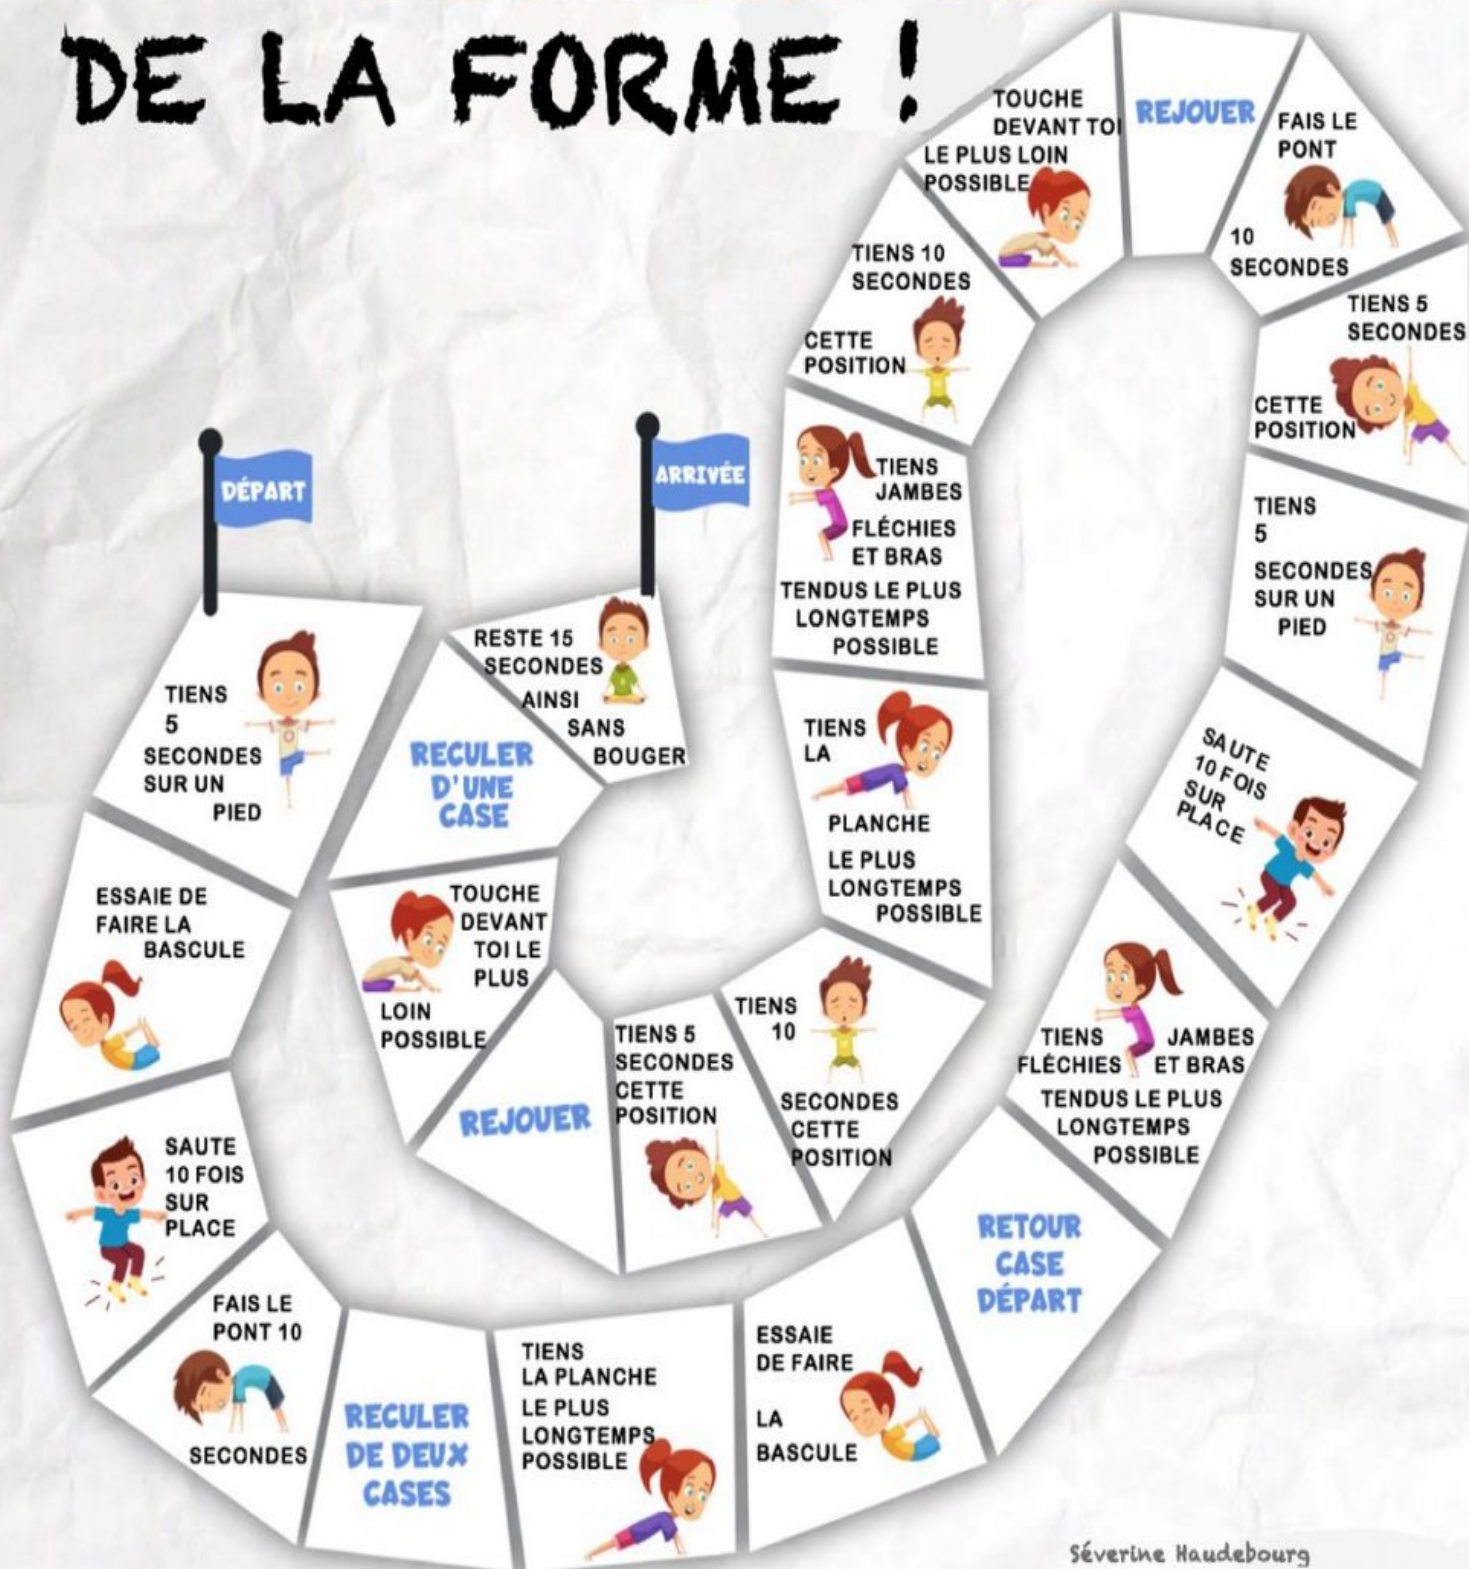 DE LA FORME !
DÉPART
TIENS
5
SECONDES
SUR UN
PIED
ESSAIE DE
FAIRE LA
BASCULE
SAUTE
10 FOIS
SUR
PLACE
FAIS LE
PONT 10
SECONDES
RECULER
DE DEUX
CASES
TIENS
LA PLANCHE
LE PLUS
LONGTEMPS
POSSIBLE
ESSAIE
DE FAIRE
LA
BASCULE
RETOUR
CASE
DÉPART
TIENS JAMBES
FLÉCHIES ET BRAS
TENDUS LE PLUS
LONGTEMPS
POSSIBLE
SAUTE
10 FOIS
SUR
PLACE
TIENS
5
SECONDES
SUR UN
PIED
TIENS 5
SECONDES
CETTE
POSITION
FAIS LE
PONT
10
SECONDES
REJOUER
TOUCHE
DEVANT TOI
LE PLUS LOIN
POSSIBLE
TIENS 10
SECONDES
CETTE
POSITION
TIENS
JAMBES
FLÉCHIES
ET BRAS
TENDUS LE PLUS
LONGTEMPS
POSSIBLE
TIENS
LA
PLANCHE
LE PLUS
LONGTEMPS
POSSIBLE
TIENS
10
SECONDES
CETTE
POSITION
TIENS 5
SECONDES
CETTE
POSITION
REJOUER
TOUCHE
DEVANT
TOI LE
PLUS
LOIN
POSSIBLE
RECULER
D'UNE
CASE
RESTE 15
SECONDES
AINSI
SANS
BOUGER
ARRIVÉE
Séverine Haudebourg